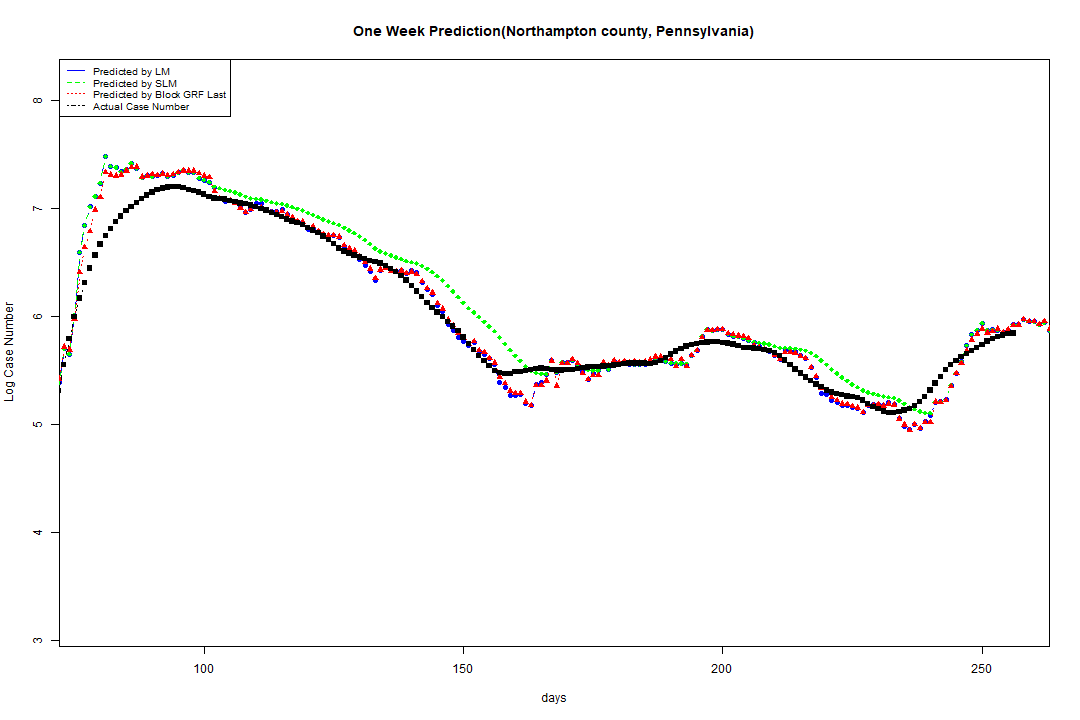 One Week Prediction(Northampton county, Pennsylvania)
Predicted by LM
Predicted by SLM
Predicted by Block GRF Last
Actual Case Number
8
7
6
5
4
3
Log Case Number
100 150 200 250
days